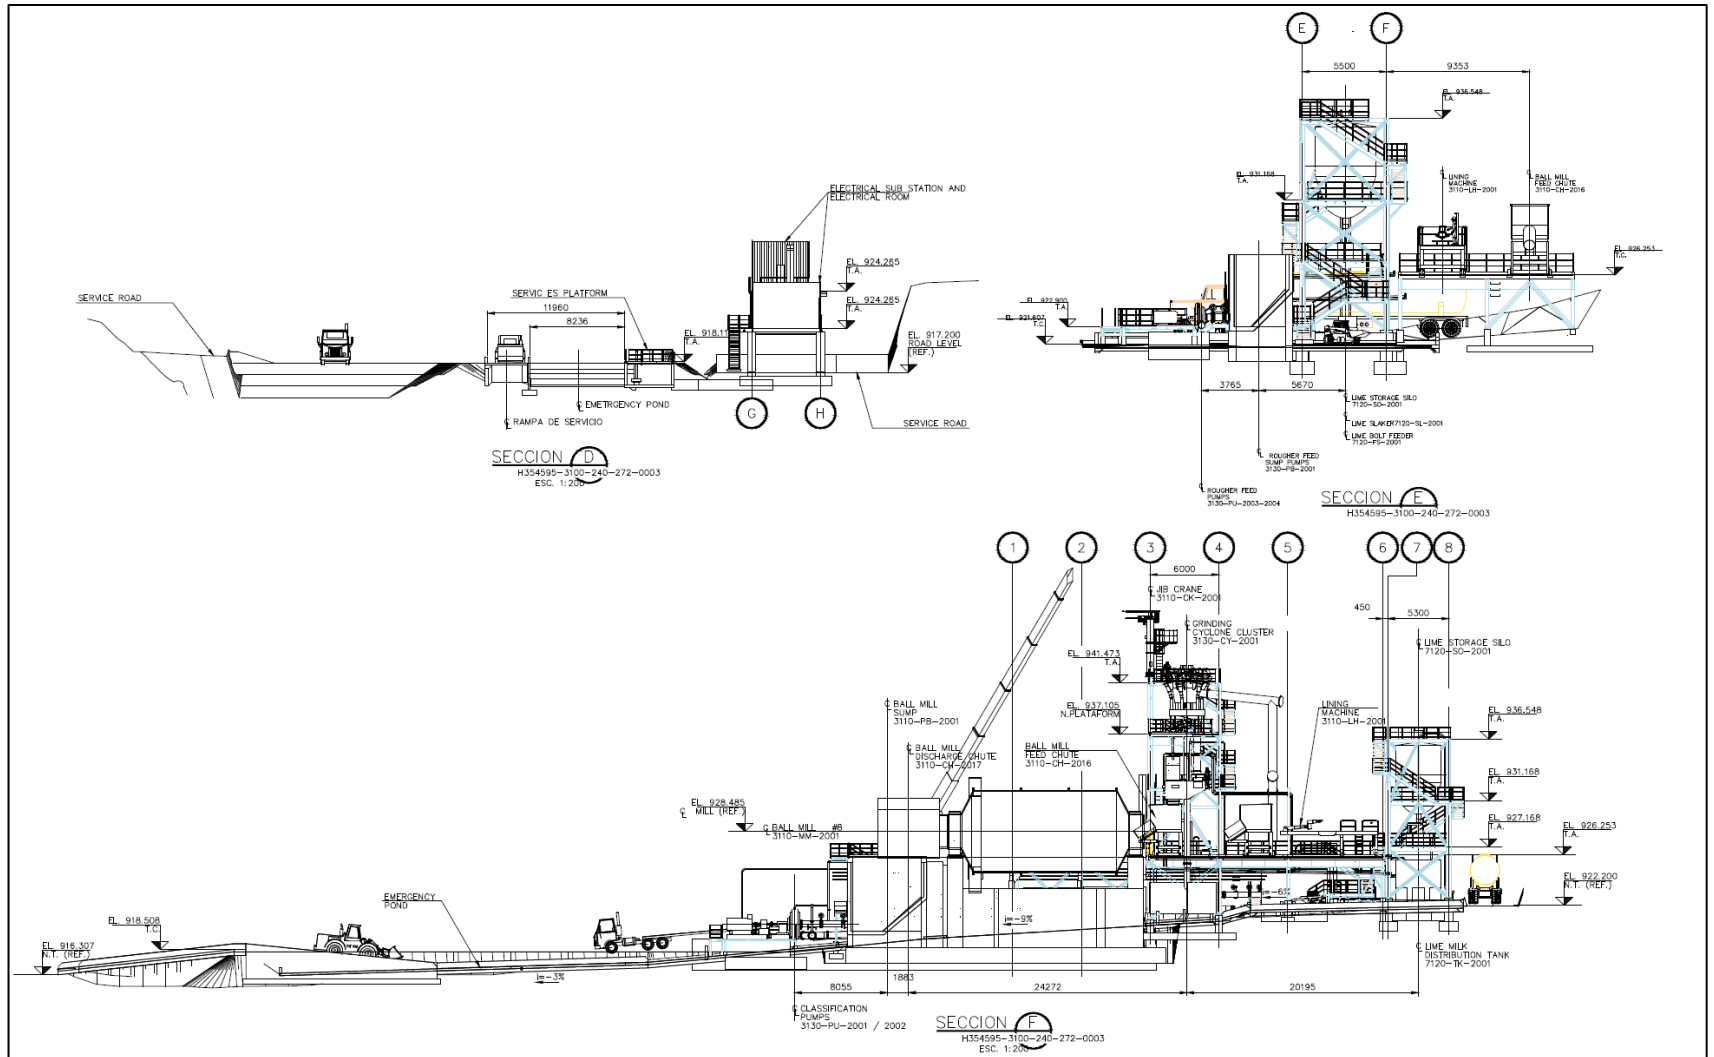 SERVICE ROAD
SERVIC ES PLATFORM
11960
8236
ELECTRICAL SUB STATION AND
ELECTRICAL ROOM
EL. 924.265
T.A.
EL. 924.265
T.A.
EL. 918.11
T.A.
EL. 917.200
ROAD LEVEL
(REF.)
EMETRGENCY POND
RAMPA DE SERVICIO
G
H
SERVICE ROAD
SECCION D
H354595-3100-240-272-0003
ESC. 1:200
E
F
5500
9353
EL. 936.548
T.A.
EL. 931.168
T.A.
LINING
MACHINE
3110-LH-2001
BALL MILL
FEED CHUTE
3110-CH-2016
EL. 926.253
T.C.
EL. 922.900
T.A.
EL. 921.607
T.C.
3765
5670
LIME STORAGE SILO
7120-SO-2001
LIME SLAKER7120-SL-2001
LIME BOLT FEEDER
7120-FS-2001
ROUGHER FEED
SUMP PUMPS
3130-PB-2001
ROUGHER FEED
PUMPS
3130-PU-2003-2004
SECCION E
H354595-3100-240-272-0003
1
2
3
4
5
6
7
8
6000
450
5300
JIB CRANE
3110-CK-2001
GRINDING
CYCLONE CLUSTER
3130-CY-2001
LIME STORAGE SILO
7120-SO-2001
EL. 941.473
T.A.
EL. 937.105
N.PLATAFORM
BALL MILL
SUMP
3110-PB-2001
BALL MILL
DISCHARGE CHUTE
3110-CH-2017
BALL MILL
FEED CHUTE
3110-CH-2016
LINING
MACHINE
3110-LH-2001
EL. 936.548
T.A.
EL. 931.168
T.A.
EL. 927.168
T.A.
EL. 926.253
T.A.
EL. 922.200
N.T. (REF.)
EL. 928.485
MILL (REF.)
BALL MILL #8
3110-MM-2001
EMERGENCY
POND
EL. 918.508
T.C.
EL. 916.307
N.T. (REF.)
i=-3%
i=-9%
i=-6%
8055
1883
24272
20195
LIME MILK
DISTRIBUTION TANK
7120-TK-2001
CLASSIFICATION
PUMPS
3130-PU-2001 / 2002
SECCION F
H354595-3100-240-272-0003
ESC. 1:200